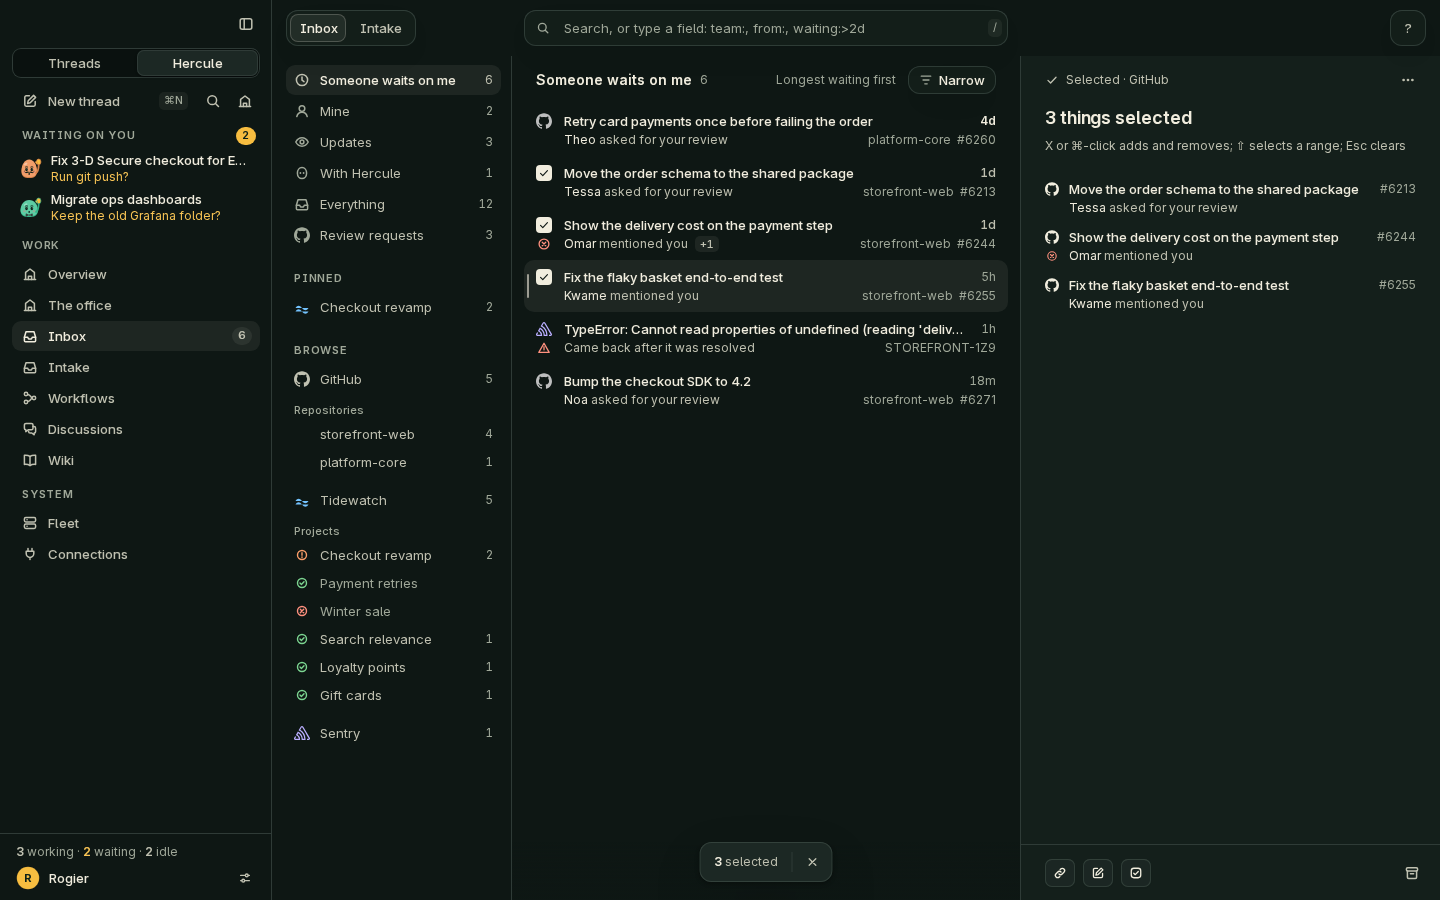 Threads
Hercule
New thread
⌘N
WAITING ON YOU
2
Fix 3-D Secure checkout for E...
Run git push?
Migrate ops dashboards
Keep the old Grafana folder?
WORK
Overview
The office
Inbox
6
Intake
Workflows
Discussions
Wiki
SYSTEM
Fleet
Connections
3 working · 2 waiting · 2 idle
R
Rogier
Inbox
Intake
Someone waits on me 6
Mine 2
Updates 3
With Hercule 1
Everything 12
Review requests 3
PINNED
Checkout revamp 2
BROWSE
GitHub 5
Repositories
storefront-web 4
platform-core 1
Tidewatch 5
Projects
Checkout revamp 2
Payment retries
Winter sale
Search relevance 1
Loyalty points 1
Gift cards 1
Sentry 1
Search, or type a field: team:, from:, waiting:>2d
/
Someone waits on me 6
Longest waiting first
Narrow
Retry card payments once before failing the order 4d
Theo asked for your review platform-core #6260
Move the order schema to the shared package 1d
Tessa asked for your review storefront-web #6213
Show the delivery cost on the payment step 1d
Omar mentioned you +1 storefront-web #6244
Fix the flaky basket end-to-end test 5h
Kwame mentioned you storefront-web #6255
TypeError: Cannot read properties of undefined (reading 'deliv... 1h
Came back after it was resolved STOREFRONT-1Z9
Bump the checkout SDK to 4.2 18m
Noa asked for your review storefront-web #6271
3 selected
?
Selected · GitHub
3 things selected
X or ⌘-click adds and removes; ⇧ selects a range; Esc clears
Move the order schema to the shared package #6213
Tessa asked for your review
Show the delivery cost on the payment step #6244
Omar mentioned you
Fix the flaky basket end-to-end test #6255
Kwame mentioned you